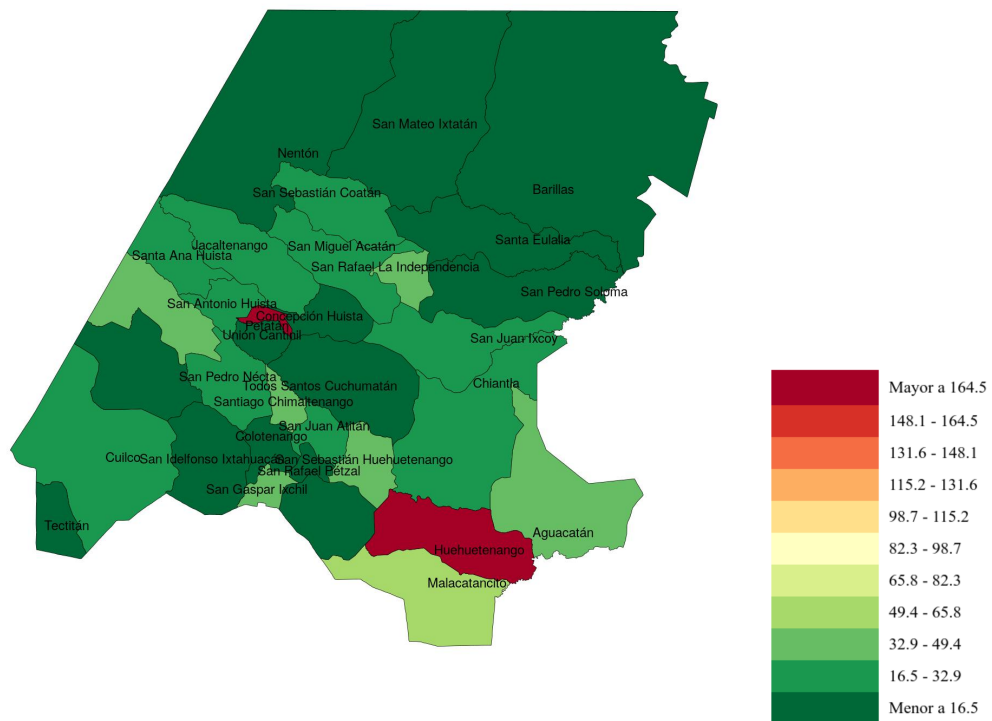 San Mateo Ixtatán
Nentón
Barillas
San Sebastián Coatán
Santa Eulalia
San Miguel Acatán
Jacaltenango
Santa Ana Huista
San Rafael La Independencia
San Pedro Soloma
San Antonio Huista
Concepción Huista
Petatán
Unión Cantinil
San Juan Ixcoy
San Pedro Necta
Todos Santos Cuchumatán
Chiantla
Santiago Chimaltenango
San Juan Atitán
Colotenango
Cuilco
San Idelfonso Ixtahuacán
San Sebastián Huehuetenango
San Rafael Pétzal
San Gaspar Ixchil
Tectitán
Aguacatán
Huehuetenango
Malacatancito
Mayor a 164.5
148.1 - 164.5
131.6 - 148.1
115.2 - 131.6
98.7 - 115.2
82.3 - 98.7
65.8 - 82.3
49.4 - 65.8
32.9 - 49.4
16.5 - 32.9
Menor a 16.5